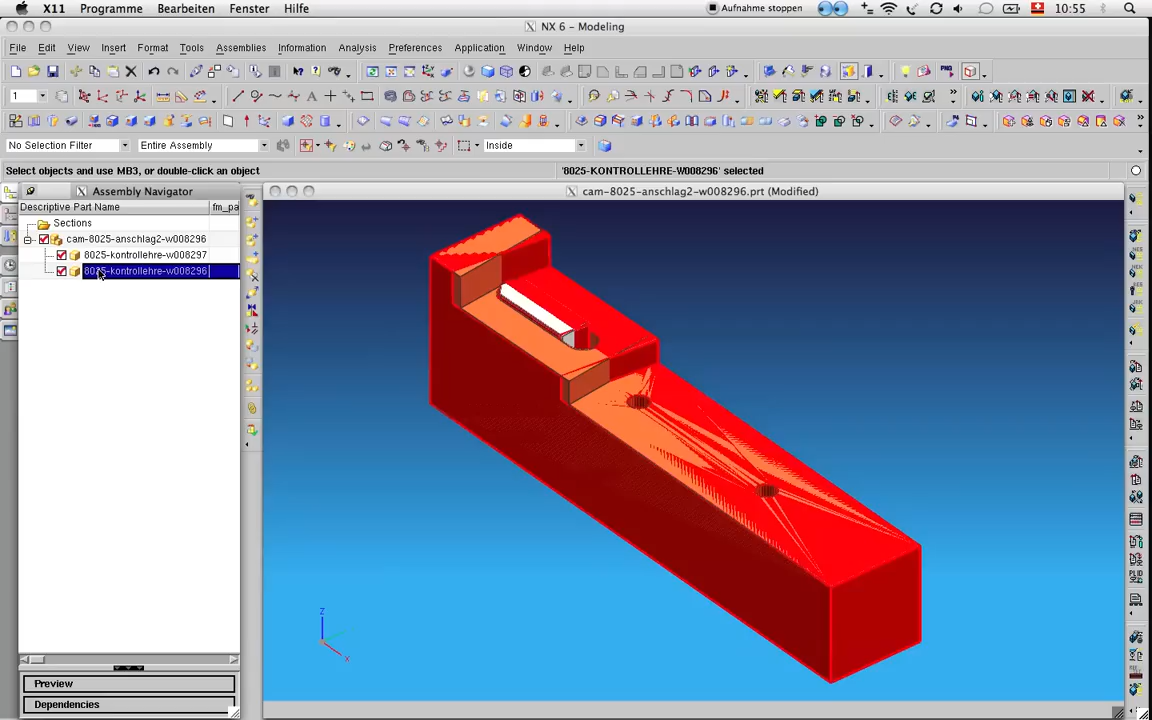 X11 Programme Bearbeiten Fenster Hilfe Aufnahme stoppen 10:55
NX 6 - Modeling
File Edit View Insert Format Tools Assemblies Information Analysis Preferences Application Window Help
PNG
1
No Selection Filter Entire Assembly Inside
Select objects and use MB3, or double-click an object '8025-KONTROLLEHRE-W008296' selected
Assembly Navigator
cam-8025-anschlag2-w008296.prt (Modified)
Descriptive Part Name fm_pa
Sections
cam-8025-anschlag2-w008296
8025-kontrollehre-w008297
8025-kontrollehre-w008296
PLID
Z
X
Preview
Dependencies